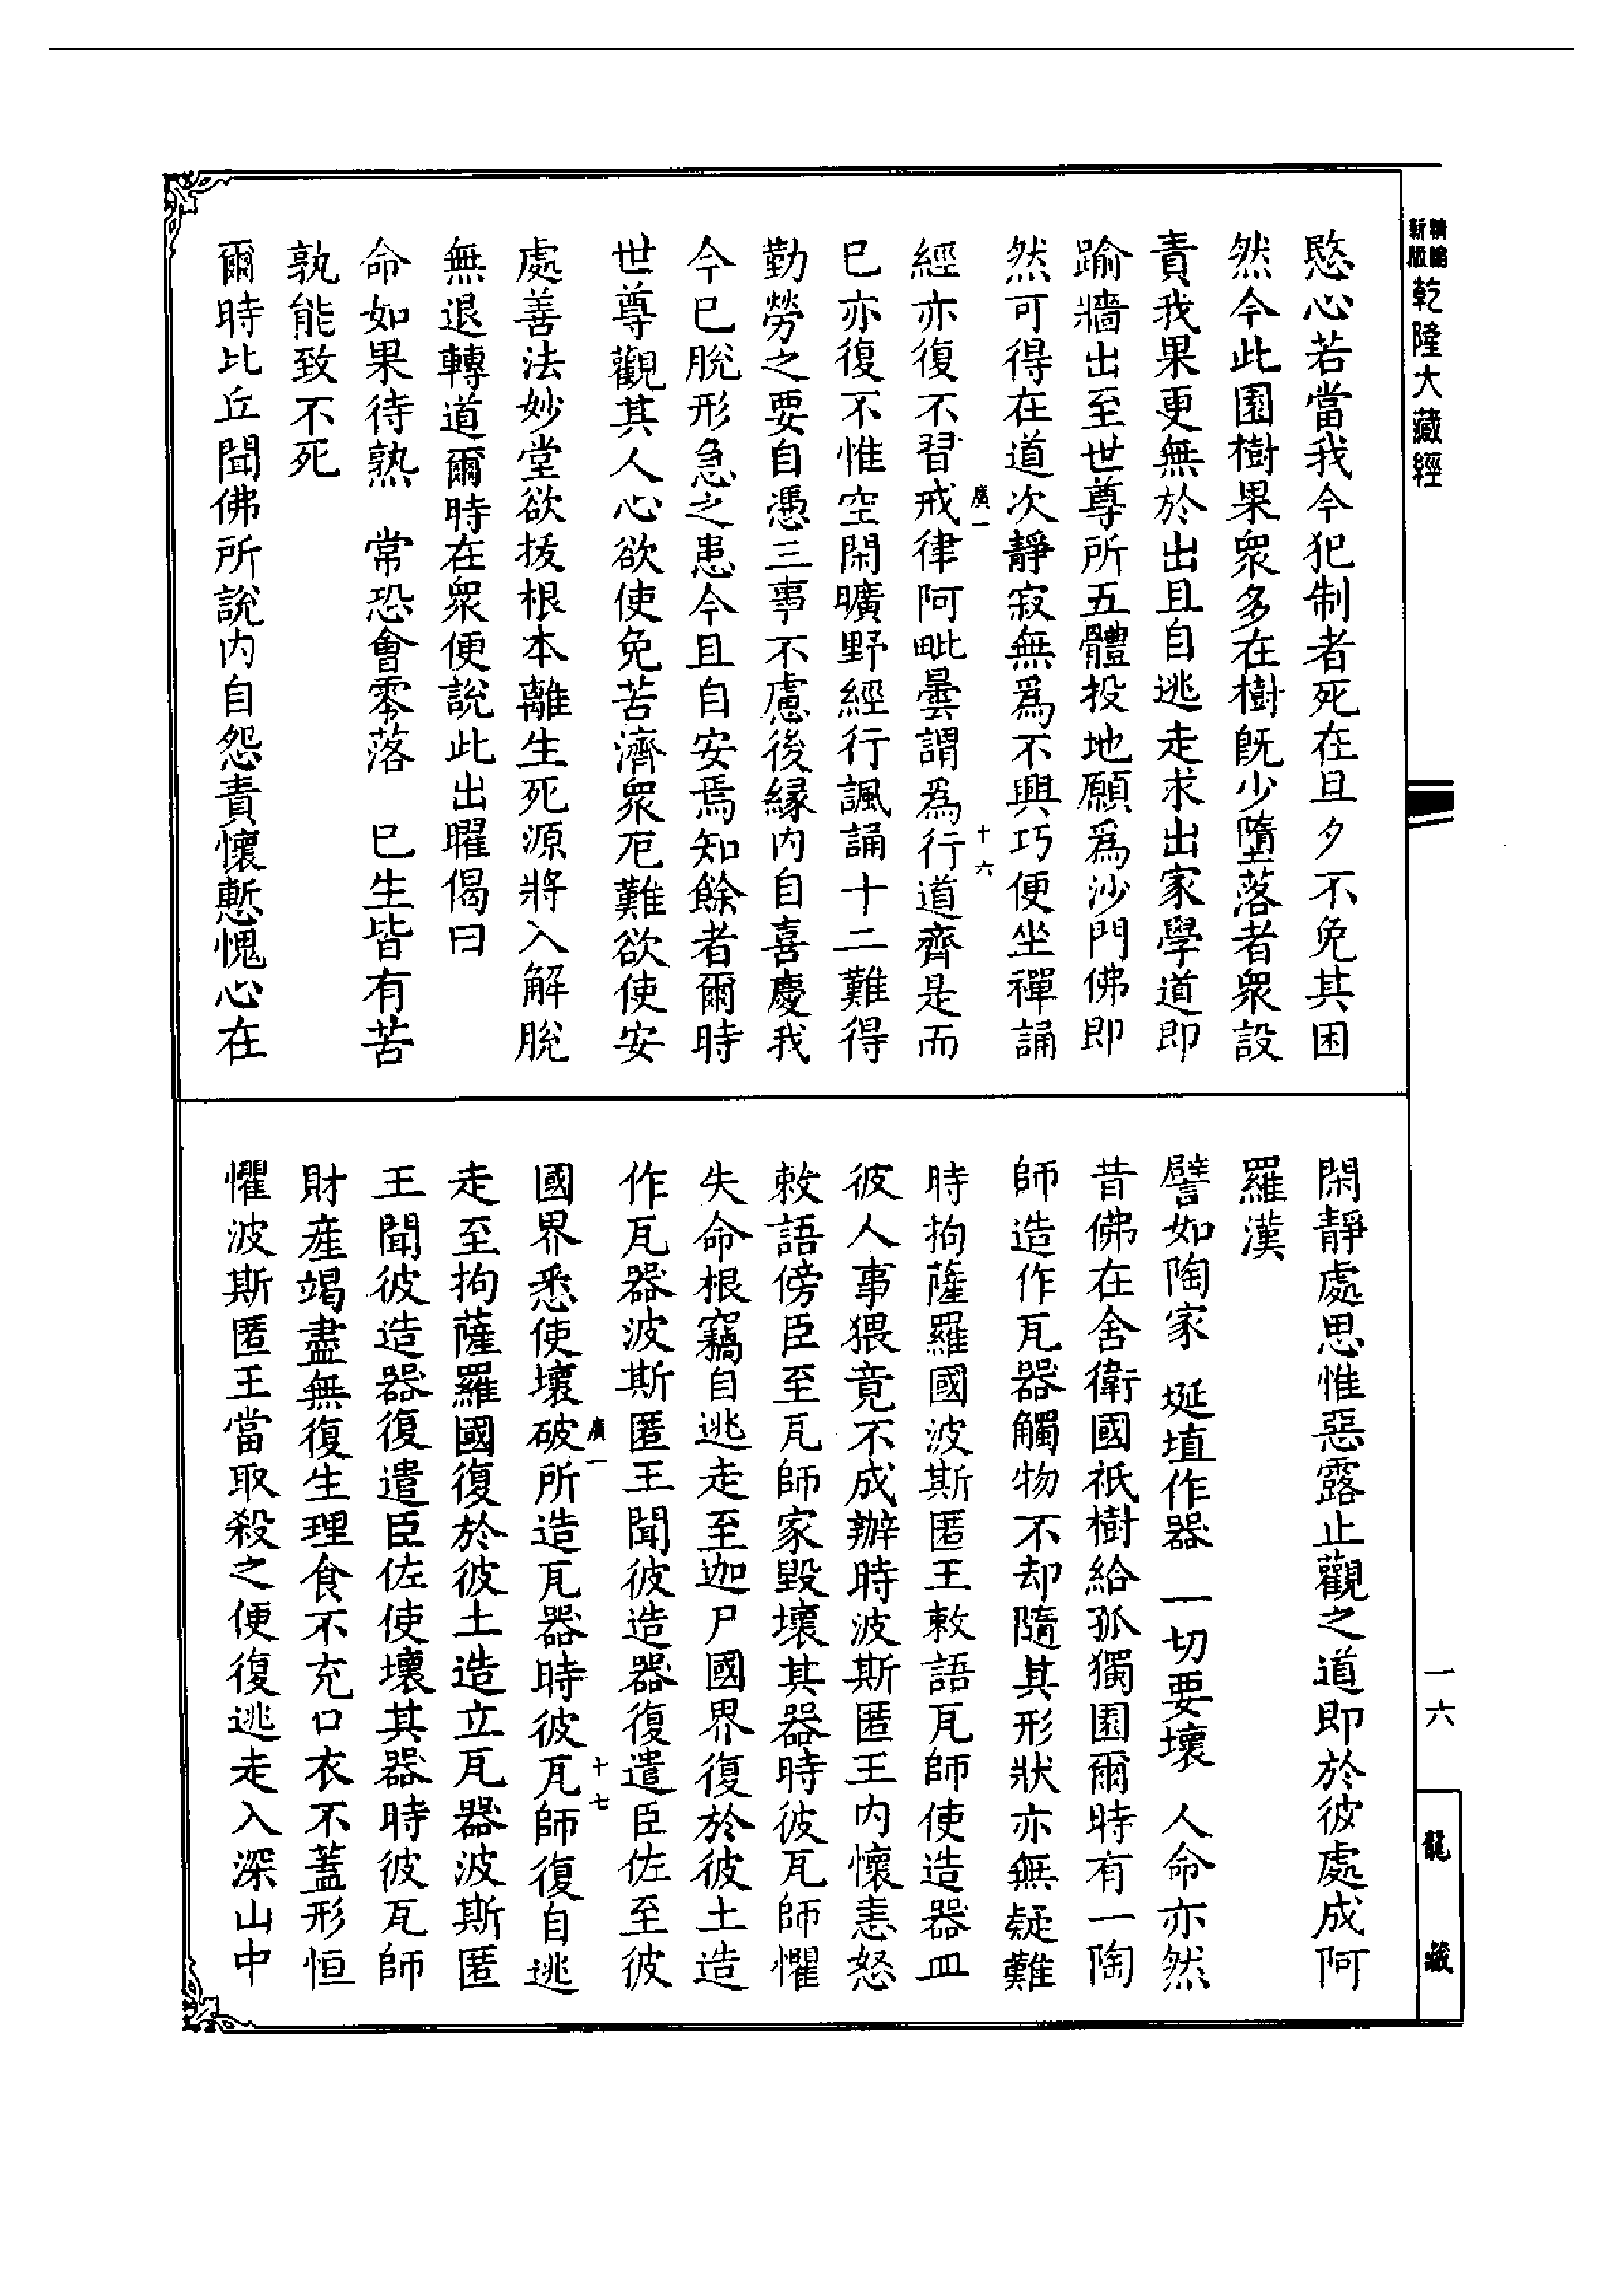 新版
精縮
乾隆大藏經
一六
龍藏
愍心若當我今犯制者死在旦夕不免其困
然今此園樹果衆多在樹旣少墮落者衆設
責我果更無於出且自逃走求出家學道即
踰牆出至世尊所五體投地願爲沙門佛即
然可得在道次靜寂無爲不興巧便坐禪誦
廣一
十六
經亦復不習戒律阿毗曇謂爲行道齊是而
已亦復不惟空閑曠野經行諷誦十二難得
勤勞之要自憑三事不慮後緣内自喜慶我
今已脫形急之患今且自安焉知餘者爾時
世尊觀其人心欲使免苦濟衆厄難欲使安
處善法妙堂欲拔根本離生死源將入解脫
無退轉道爾時在衆便說此出曜偈曰
命如果待熟　常恐會零落　已生皆有苦
孰能致不死
爾時比丘聞佛所說内自怨責懷慙愧心在
閑靜處思惟惡露止觀之道即於彼處成阿
羅漢
譬如陶家　埏埴作器　一切要壞　人命亦然
昔佛在舍衛國祇樹給孤獨園爾時有一陶
師造作瓦器觸物不却隨其形狀亦無疑難
時拘薩羅國波斯匿王敕語瓦師使造器皿
彼人事猥竟不成辦時波斯匿王内懷恚怒
敕語傍臣至瓦師家毀壞其器時彼瓦師懼
失命根竊自逃走至迦尸國界復於彼土造
作瓦器波斯匿王聞彼造器復遣臣佐至彼
廣一
十七
國界悉使壞破所造瓦器時彼瓦師復自逃
走至拘薩羅國復於彼土造立瓦器波斯匿
王聞彼造器復遣臣佐使壞其器時彼瓦師
財產竭盡無復生理食不充口衣不蓋形恒
懼波斯匿王當取殺之便復逃走入深山中